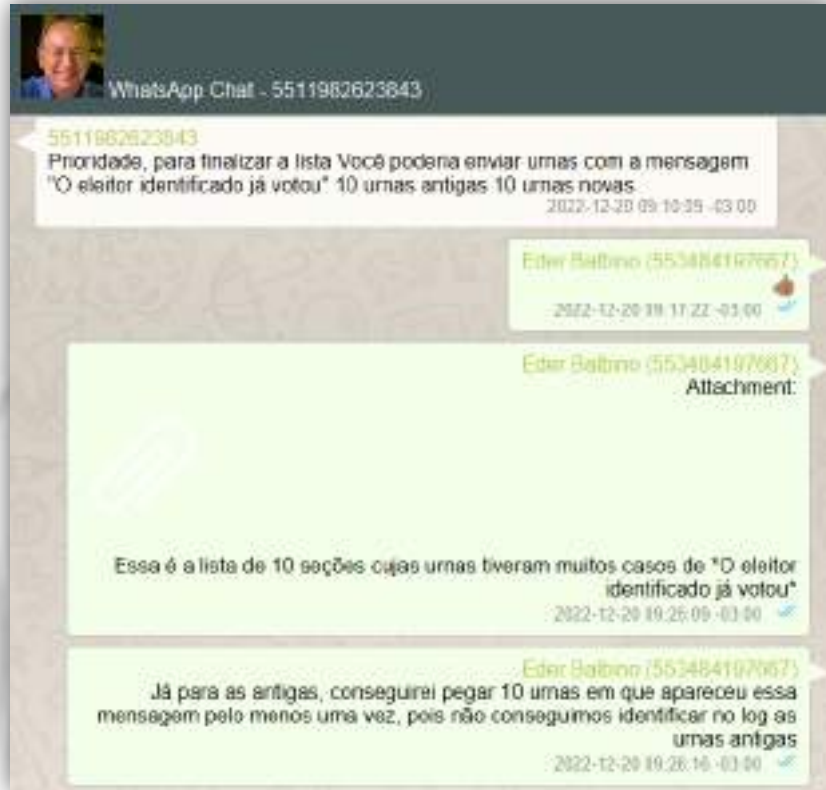 WhatsApp Chat - 5511982623843
5511982623843
Prioridade, para finalizar a lista Você poderia enviar urnas com a mensagem
"O eleitor identificado já votou" 10 urnas antigas 10 urnas novas
2022-12-20 09:10:39 -03:00
Eder Balbino (553484197667)
2022-12-20 09:17:22 -03:00
Eder Balbino (553484197667)
Attachment:
Essa é a lista de 10 seções cujas urnas tiveram muitos casos de "O eleitor
identificado já votou"
2022-12-20 09:26:09 -03:00
Eder Balbino (553484197667)
Já para as antigas, conseguirei pegar 10 urnas em que apareceu essa
mensagem pelo menos uma vez, pois não conseguimos identificar no log as
urnas antigas
2022-12-20 09:26:16 -03:00